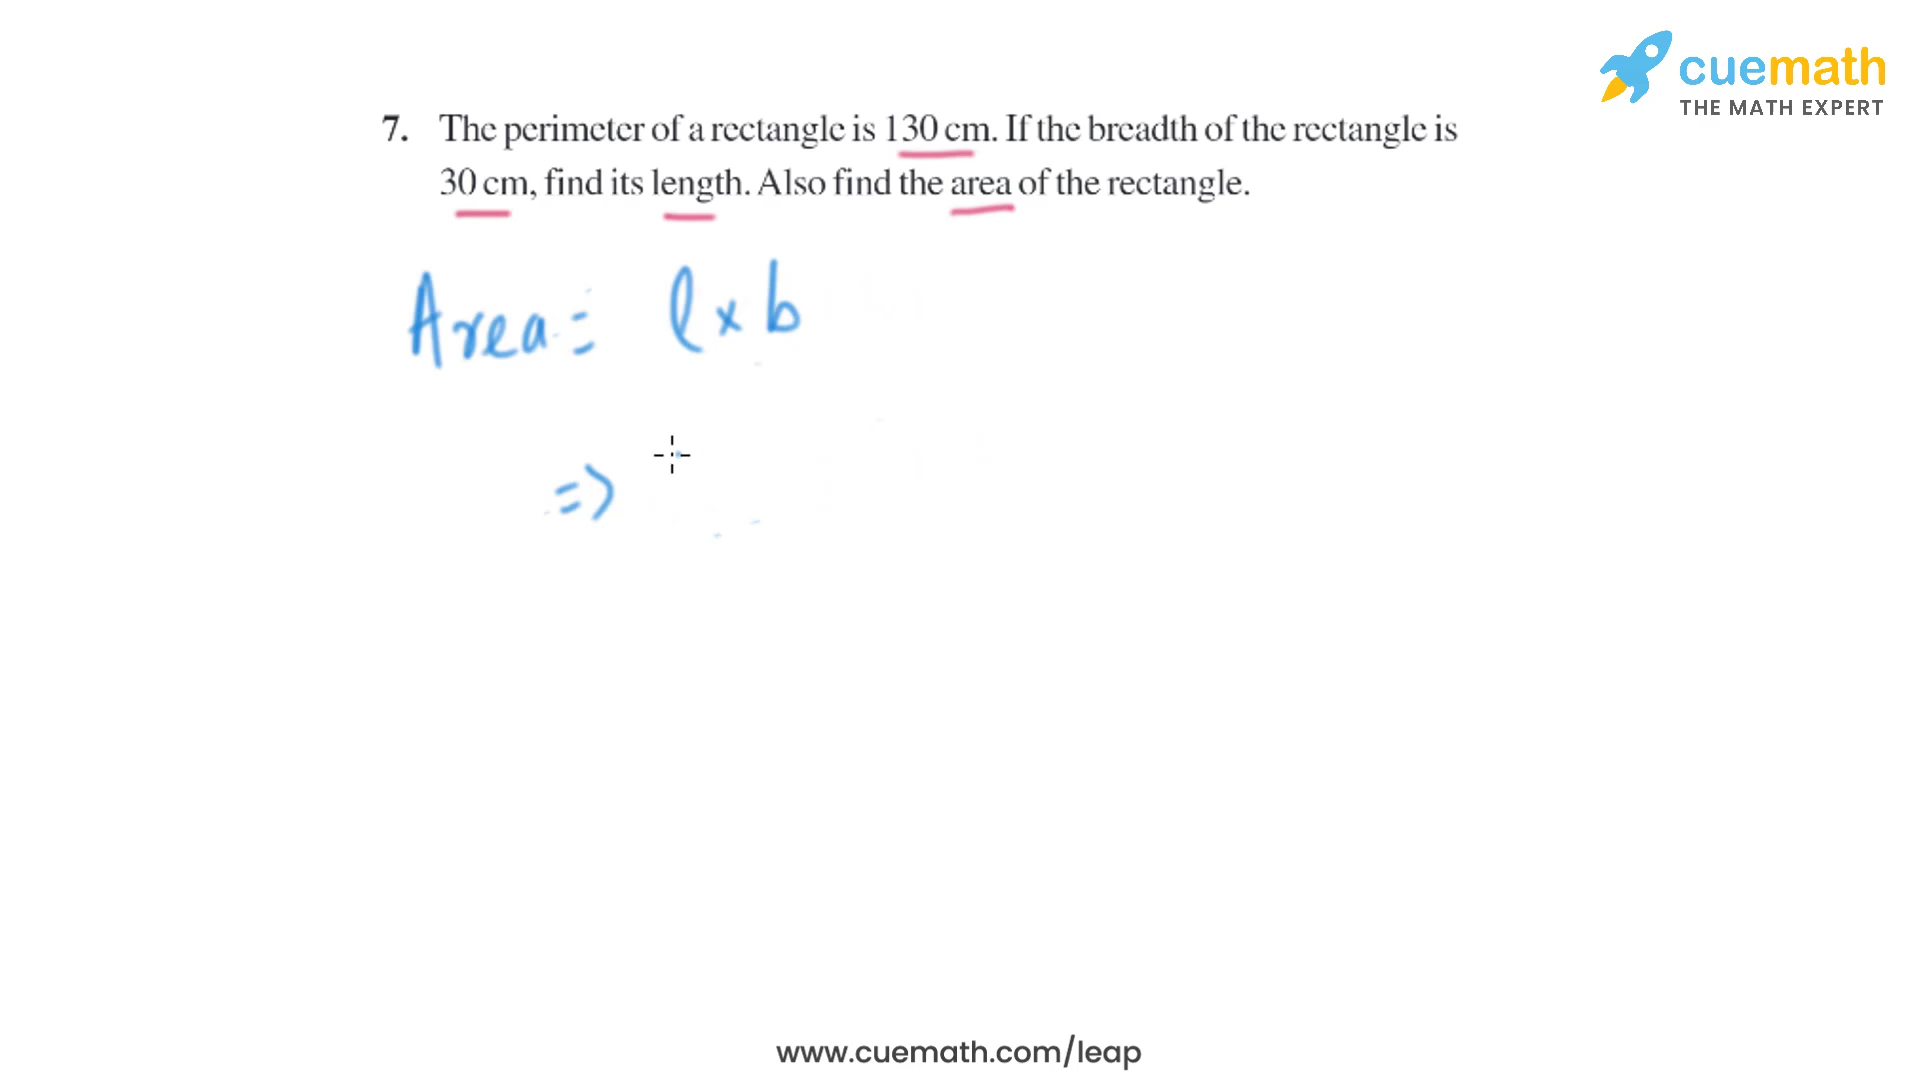 cuemath
THE MATH EXPERT
7. The perimeter of a rectangle is 130 cm. If the breadth of the rectangle is
30 cm, find its length. Also find the area of the rectangle.
Area = l × b
=>
www.cuemath.com/leap